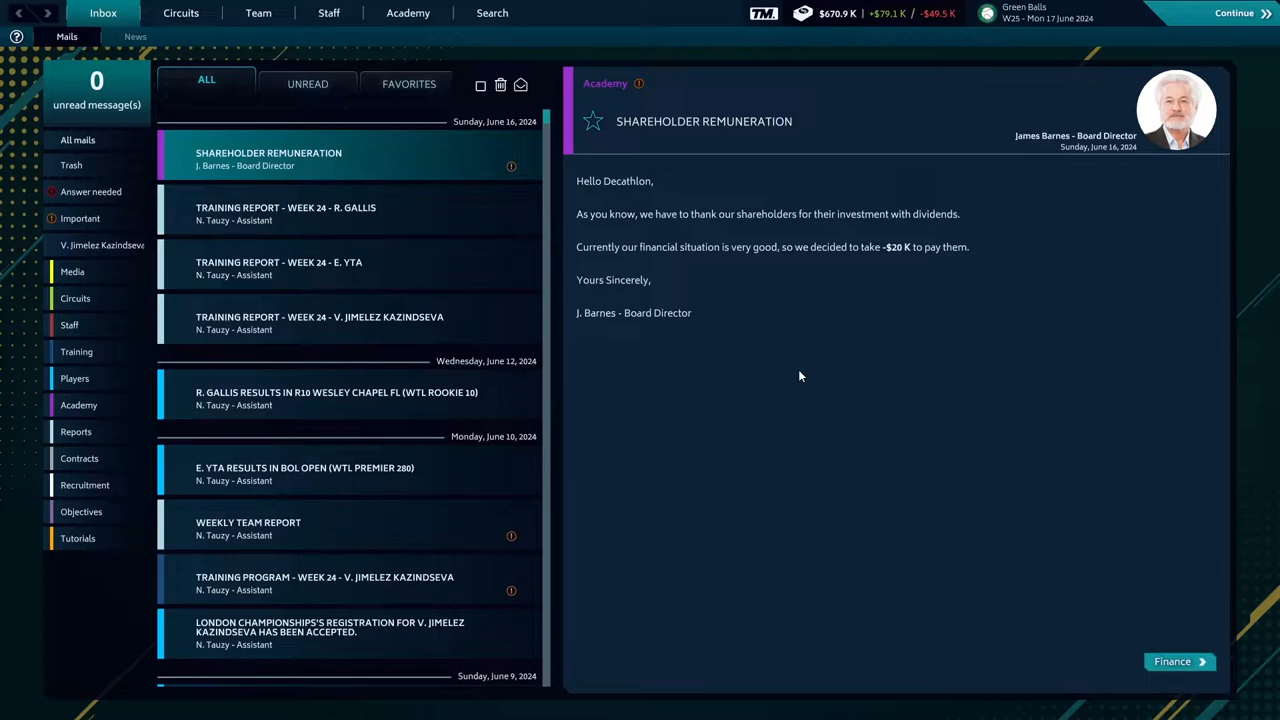 Inbox
Circuits
Team
Staff
Academy
Search
TM.
$670.9 K
+$79.1 K / -$49.5 K
Green Balls
W25 - Mon 17 June 2024
Continue
Mails
News
0
unread message(s)
All mails
Trash
Answer needed
Important
V. Jimelez Kazindseva
Media
Circuits
Staff
Training
Players
Academy
Reports
Contracts
Recruitment
Objectives
Tutorials
ALL
UNREAD
FAVORITES
Sunday, June 16, 2024
SHAREHOLDER REMUNERATION
J. Barnes - Board Director
TRAINING REPORT - WEEK 24 - R. GALLIS
N. Tauzy - Assistant
TRAINING REPORT - WEEK 24 - E. YTA
N. Tauzy - Assistant
TRAINING REPORT - WEEK 24 - V. JIMELEZ KAZINDSEVA
N. Tauzy - Assistant
Wednesday, June 12, 2024
R. GALLIS RESULTS IN R10 WESLEY CHAPEL FL (WTL ROOKIE 10)
N. Tauzy - Assistant
Monday, June 10, 2024
E. YTA RESULTS IN BOL OPEN (WTL PREMIER 280)
N. Tauzy - Assistant
WEEKLY TEAM REPORT
N. Tauzy - Assistant
TRAINING PROGRAM - WEEK 24 - V. JIMELEZ KAZINDSEVA
N. Tauzy - Assistant
LONDON CHAMPIONSHIPS'S REGISTRATION FOR V. JIMELEZ
KAZINDSEVA HAS BEEN ACCEPTED.
N. Tauzy - Assistant
Sunday, June 9, 2024
Academy
SHAREHOLDER REMUNERATION
James Barnes - Board Director
Sunday, June 16, 2024
Hello Decathlon,
As you know, we have to thank our shareholders for their investment with dividends.
Currently our financial situation is very good, so we decided to take -$20 K to pay them.
Yours Sincerely,
J. Barnes - Board Director
Finance